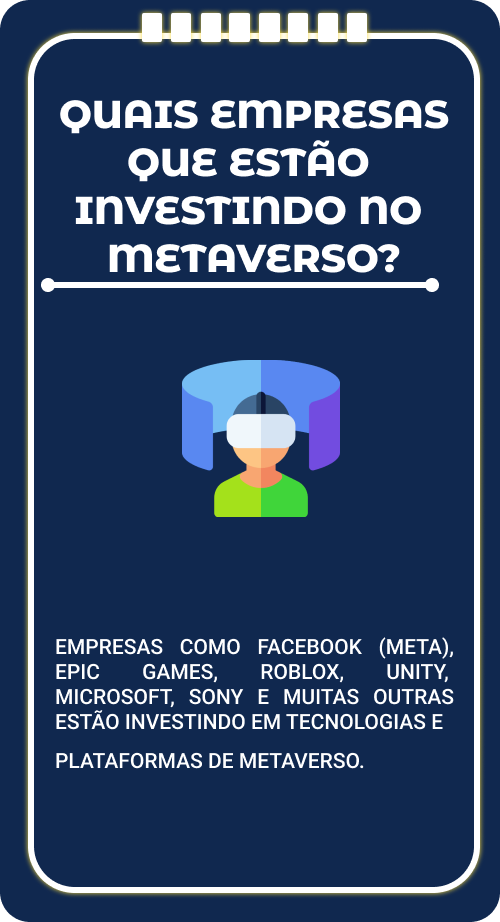 QUAIS EMPRESAS
QUE ESTÃO
INVESTINDO NO
METAVERSO?
EMPRESAS COMO FACEBOOK (META),
EPIC GAMES, ROBLOX, UNITY,
MICROSOFT, SONY E MUITAS OUTRAS
ESTÃO INVESTINDO EM TECNOLOGIAS E
PLATAFORMAS DE METAVERSO.